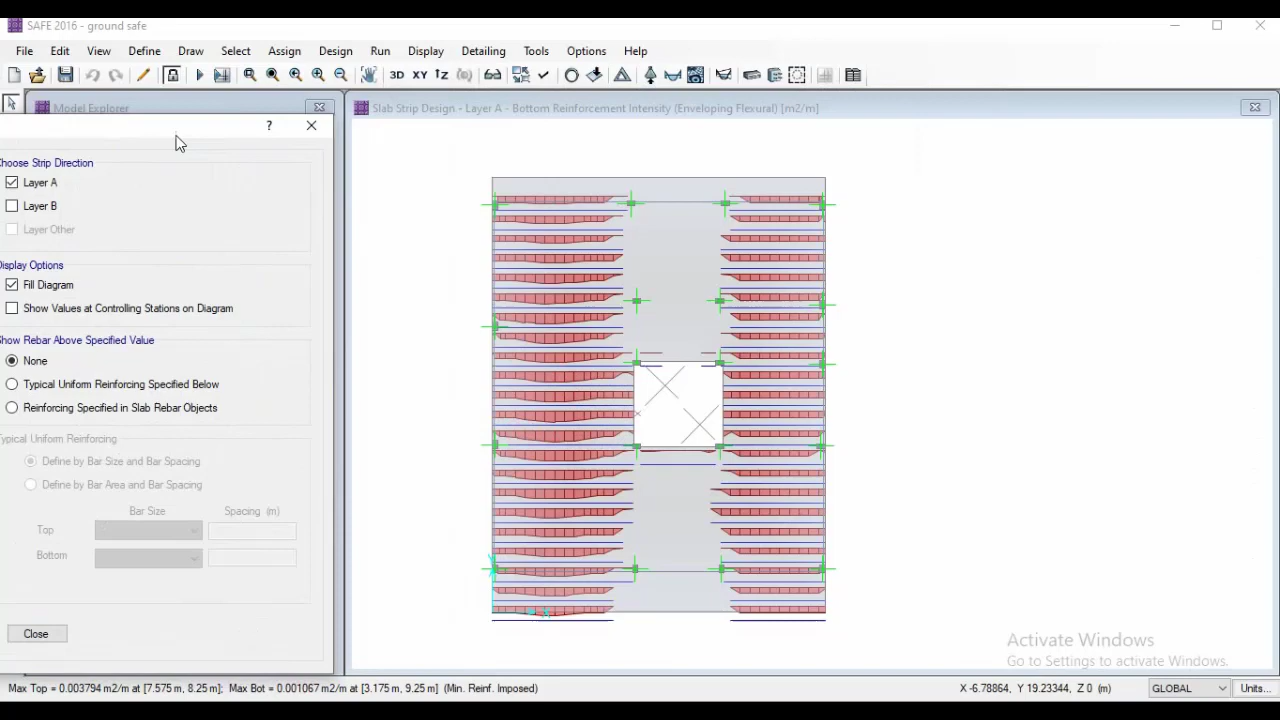 SAFE 2016 - ground safe
File Edit View Define Draw Select Assign Design Run Display Detailing Tools Options Help
3D XY
Model Explorer
Slab Strip Design - Layer A - Bottom Reinforcement Intensity (Enveloping Flexural) [m2/m]
?
Choose Strip Direction
Layer A
Layer B
Layer Other
Display Options
Fill Diagram
Show Values at Controlling Stations on Diagram
Show Rebar Above Specified Value
None
Typical Uniform Reinforcing Specified Below
Reinforcing Specified in Slab Rebar Objects
Typical Uniform Reinforcing
Define by Bar Size and Bar Spacing
Define by Bar Area and Bar Spacing
Bar Size Spacing (m)
Top
Bottom
Close
Activate Windows
Go to Settings to activate Windows.
Max Top = 0.003794 m2/m at [7.575 m, 8.25 m]; Max Bot = 0.001067 m2/m at [3.175 m, 9.25 m] (Min. Reinf. Imposed) X -6.78864, Y 19.23344, Z 0 (m) GLOBAL Units...